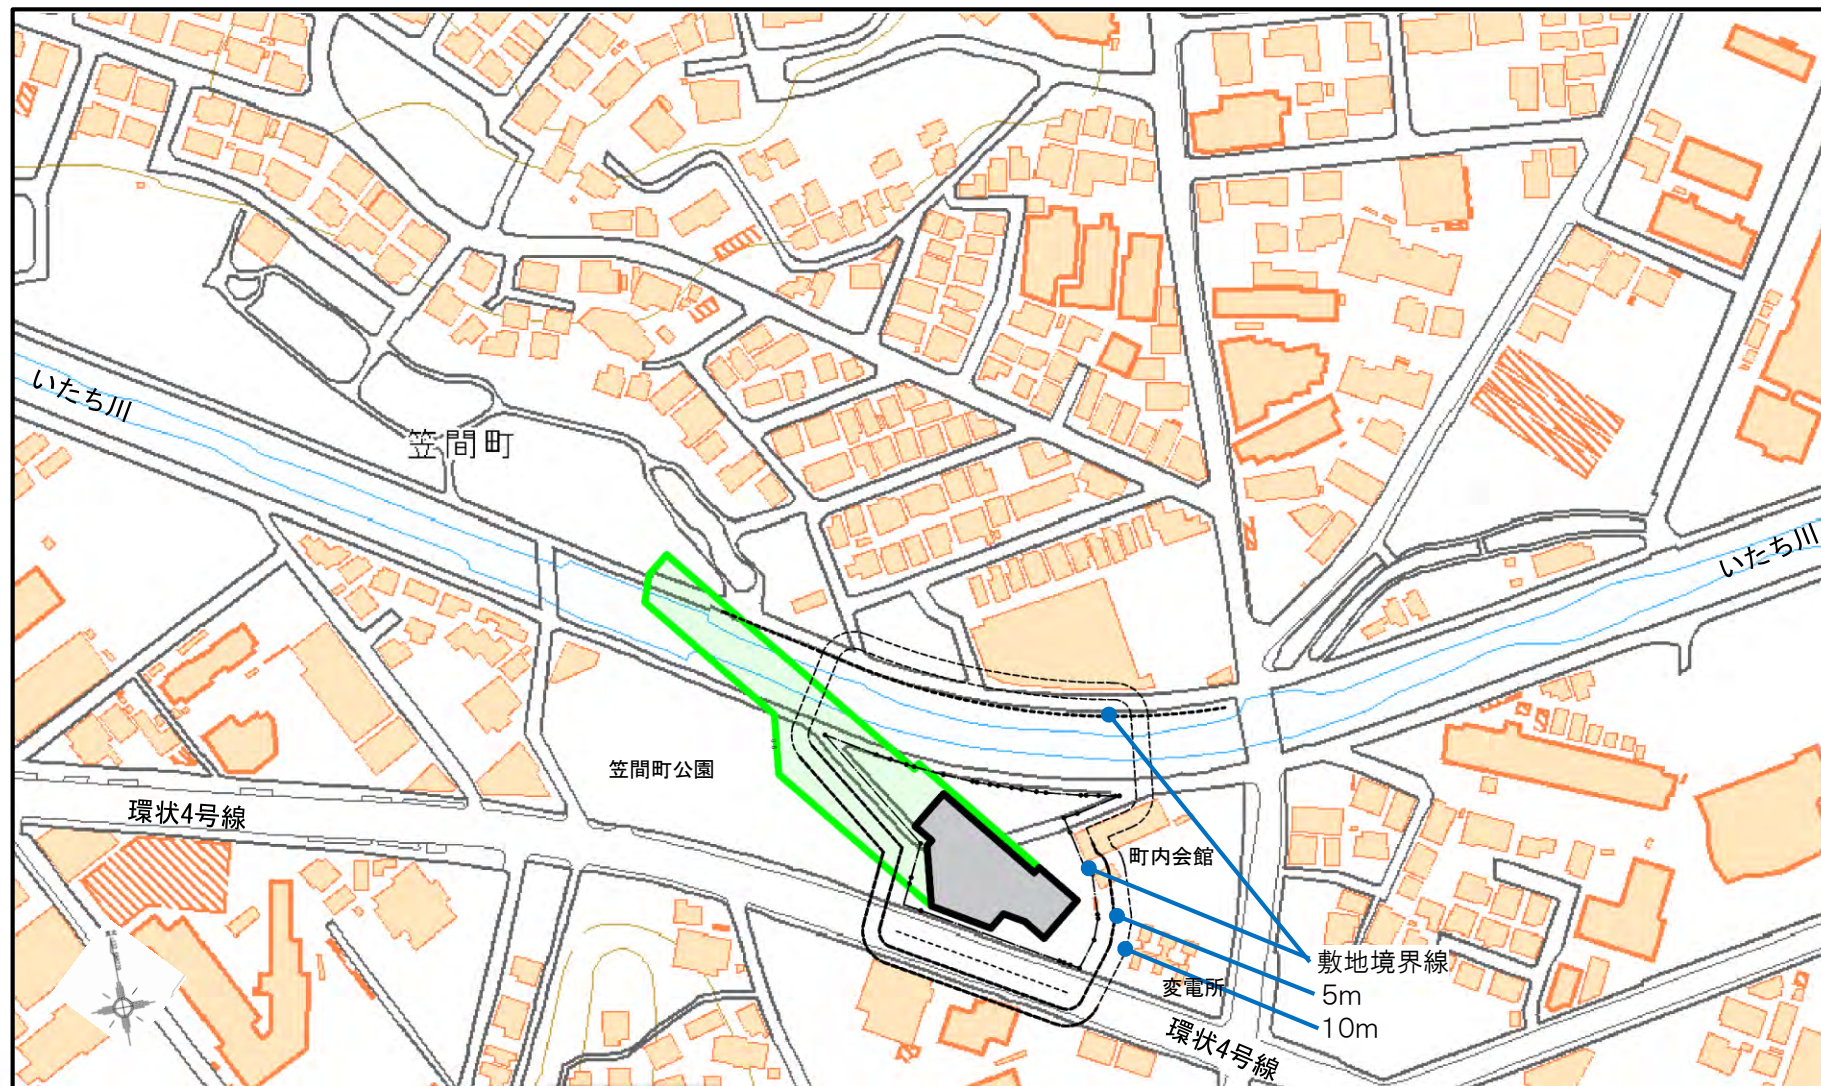 いたち川
笠間町
いたち川
笠間町公園
環状4号線
町内会館
敷地境界線
変電所
5m
10m
環状4号線